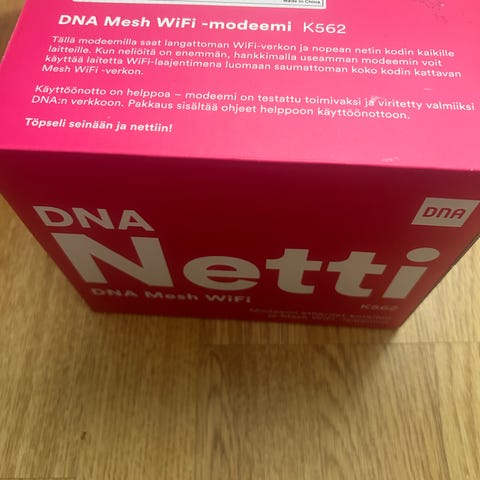 Made in China
DNA Mesh WiFi -modeemi K562
Tällä modeemilla saat langattoman WiFi-verkon ja nopean netin kodin kaikille
laitteille. Kun neliöitä on enemmän, hankkimalla useamman modeemin voit
käyttää laitetta WiFi-laajentimena luomaan saumattoman koko kodin kattavan
Mesh WiFi -verkon.
Käyttöönotto on helppoa – modeemi on testattu toimivaksi ja viritetty valmiiksi
DNA:n verkkoon. Pakkaus sisältää ohjeet helppoon käyttöönottoon.
Töpseli seinään ja nettiin!
DNA
DNA
Netti
DNA Mesh WiFi
K562